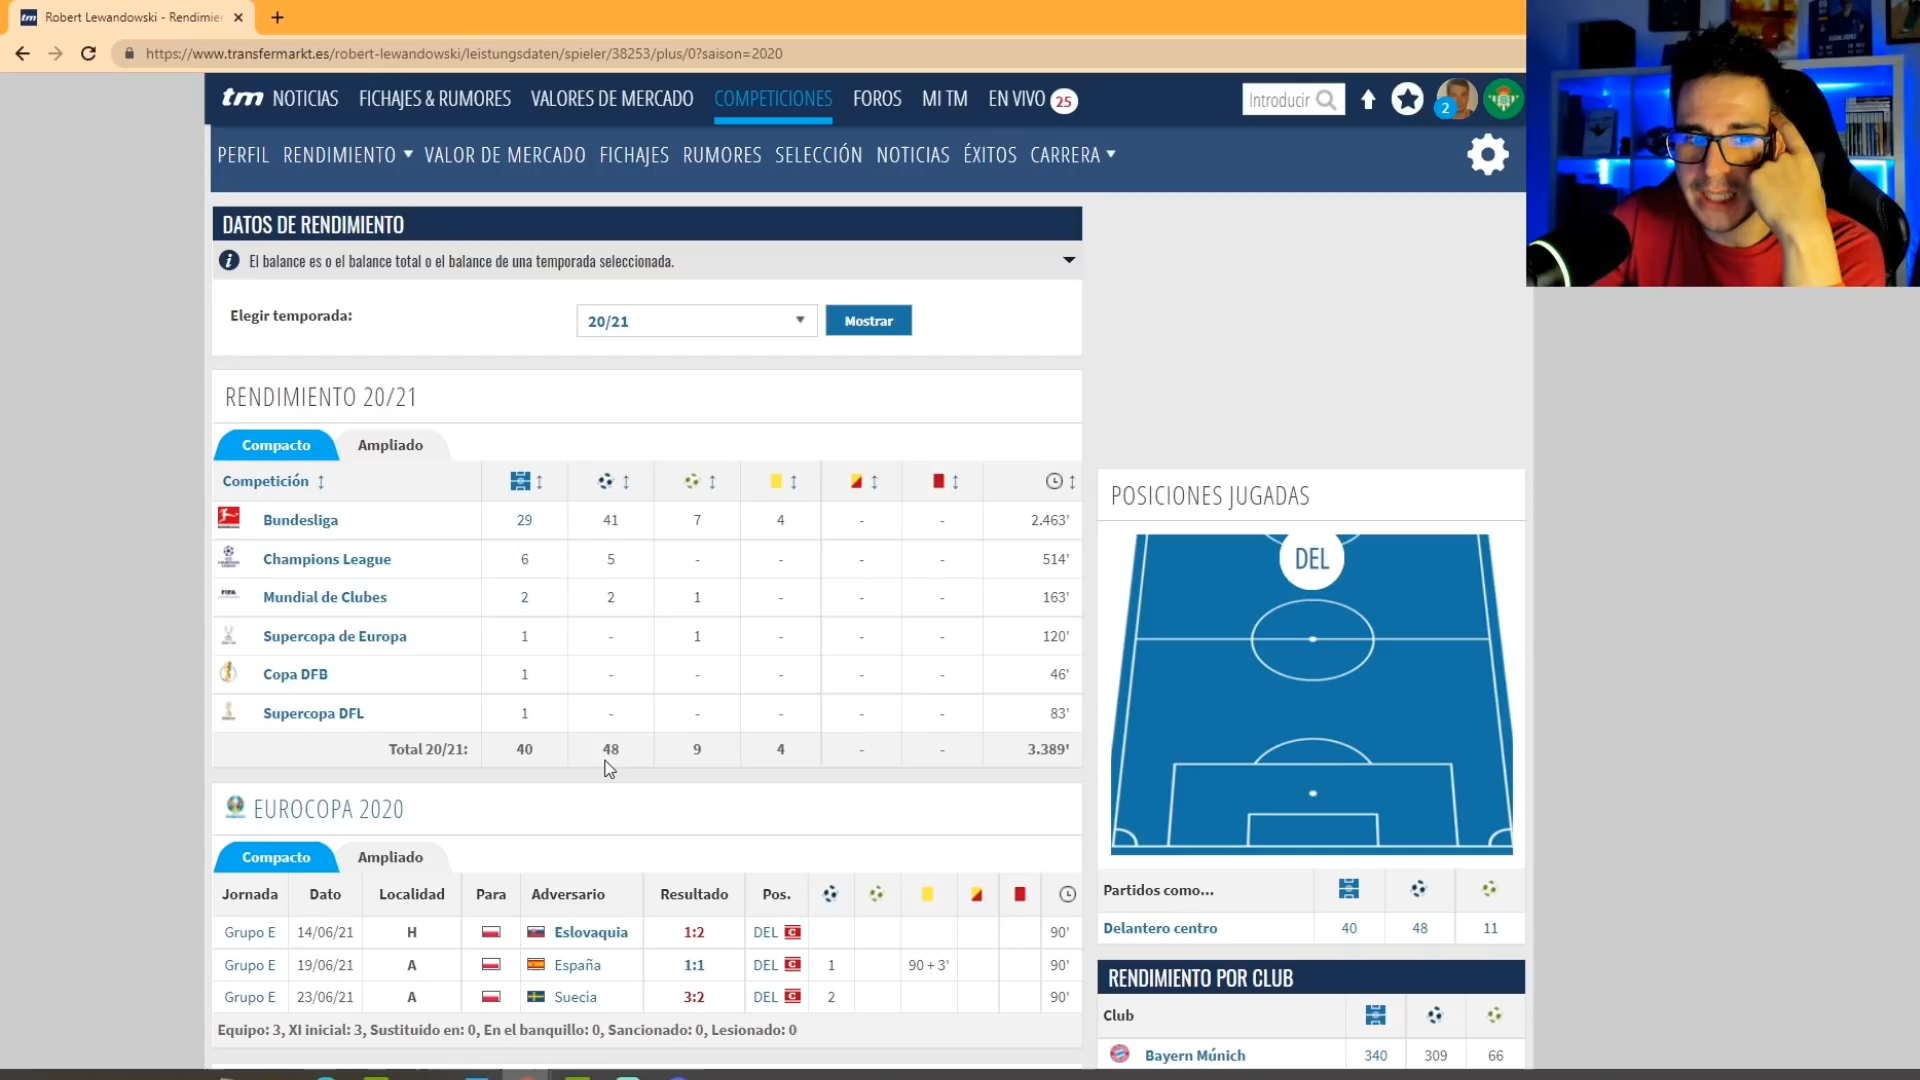 tm Robert Lewandowski - Rendimie
https://www.transfermarkt.es/robert-lewandowski/leistungsdaten/spieler/38253/plus/0?saison=2020
tm NOTICIAS FICHAJES & RUMORES VALORES DE MERCADO COMPETICIONES FOROS MI TM EN VIVO 25 Introducir 2
PERFIL RENDIMIENTO VALOR DE MERCADO FICHAJES RUMORES SELECCIÓN NOTICIAS ÉXITOS CARRERA
DATOS DE RENDIMIENTO
El balance es o el balance total o el balance de una temporada seleccionada.
Elegir temporada: 20/21 Mostrar
RENDIMIENTO 20/21
Compacto Ampliado
Competición
Bundesliga 29 41 7 4 - - 2.463'
Champions League 6 5 - - - - 514'
Mundial de Clubes 2 2 1 - - - 163'
Supercopa de Europa 1 - 1 - - - 120'
Copa DFB 1 - - - - - 46'
Supercopa DFL 1 - - - - - 83'
Total 20/21: 40 48 9 4 - - 3.389'
EUROCOPA 2020
Compacto Ampliado
Jornada Dato Localidad Para Adversario Resultado Pos.
Grupo E 14/06/21 H Eslovaquia 1:2 DEL C 90'
Grupo E 19/06/21 A España 1:1 DEL C 1 90 + 3' 90'
Grupo E 23/06/21 A Suecia 3:2 DEL C 2 90'
Equipo: 3, XI inicial: 3, Sustituido en: 0, En el banquillo: 0, Sancionado: 0, Lesionado: 0
POSICIONES JUGADAS
DEL
Partidos como...
Delantero centro 40 48 11
RENDIMIENTO POR CLUB
Club
Bayern Múnich 340 309 66